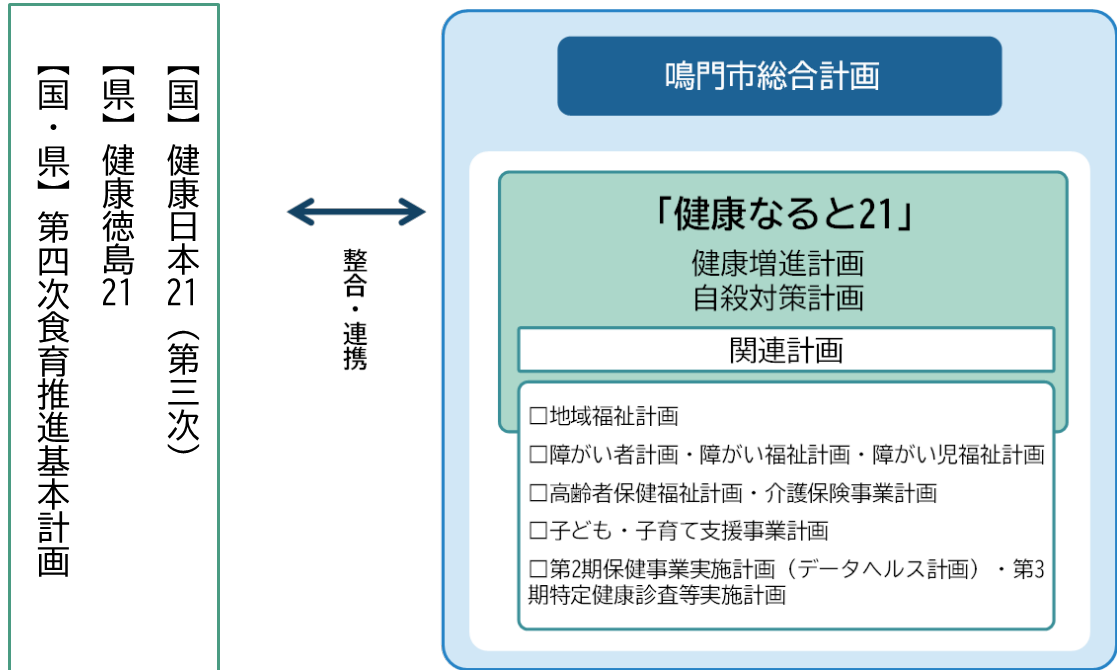 【国】健康日本21（第三次）
【県】健康徳島21
【国・県】第四次食育推進基本計画
整合・連携
鳴門市総合計画
「健康なると21」
健康増進計画
自殺対策計画
関連計画
□地域福祉計画
□障がい者計画・障がい福祉計画・障がい児福祉計画
□高齢者保健福祉計画・介護保険事業計画
□子ども・子育て支援事業計画
□第2期保健事業実施計画（データヘルス計画）・第3
期特定健康診査等実施計画